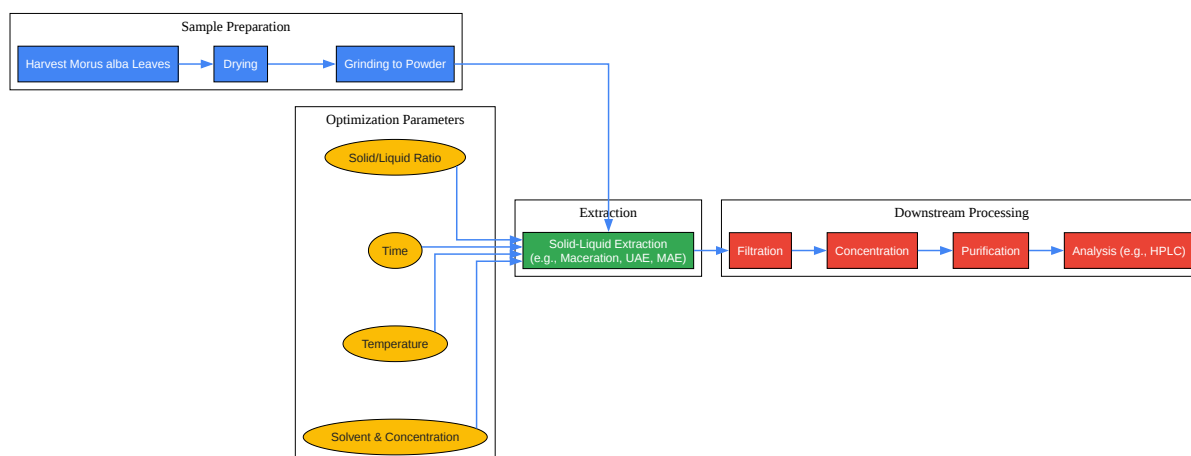 Sample Preparation
Harvest Morus alba Leaves
Drying
Grinding to Powder
Optimization Parameters
Solid/Liquid Ratio
Time
Temperature
Solvent & Concentration
Extraction
Solid-Liquid Extraction
(e.g., Maceration, UAE, MAE)
Downstream Processing
Filtration
Concentration
Purification
Analysis (e.g., HPLC)